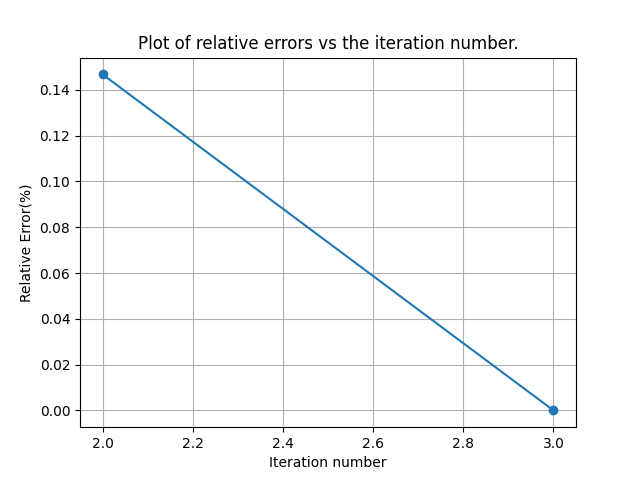 Plot of relative errors vs the iteration number.
Relative Error(%)
0.14
0.12
0.10
0.08
0.06
0.04
0.02
0.00
2.0 2.2 2.4 2.6 2.8 3.0
Iteration number